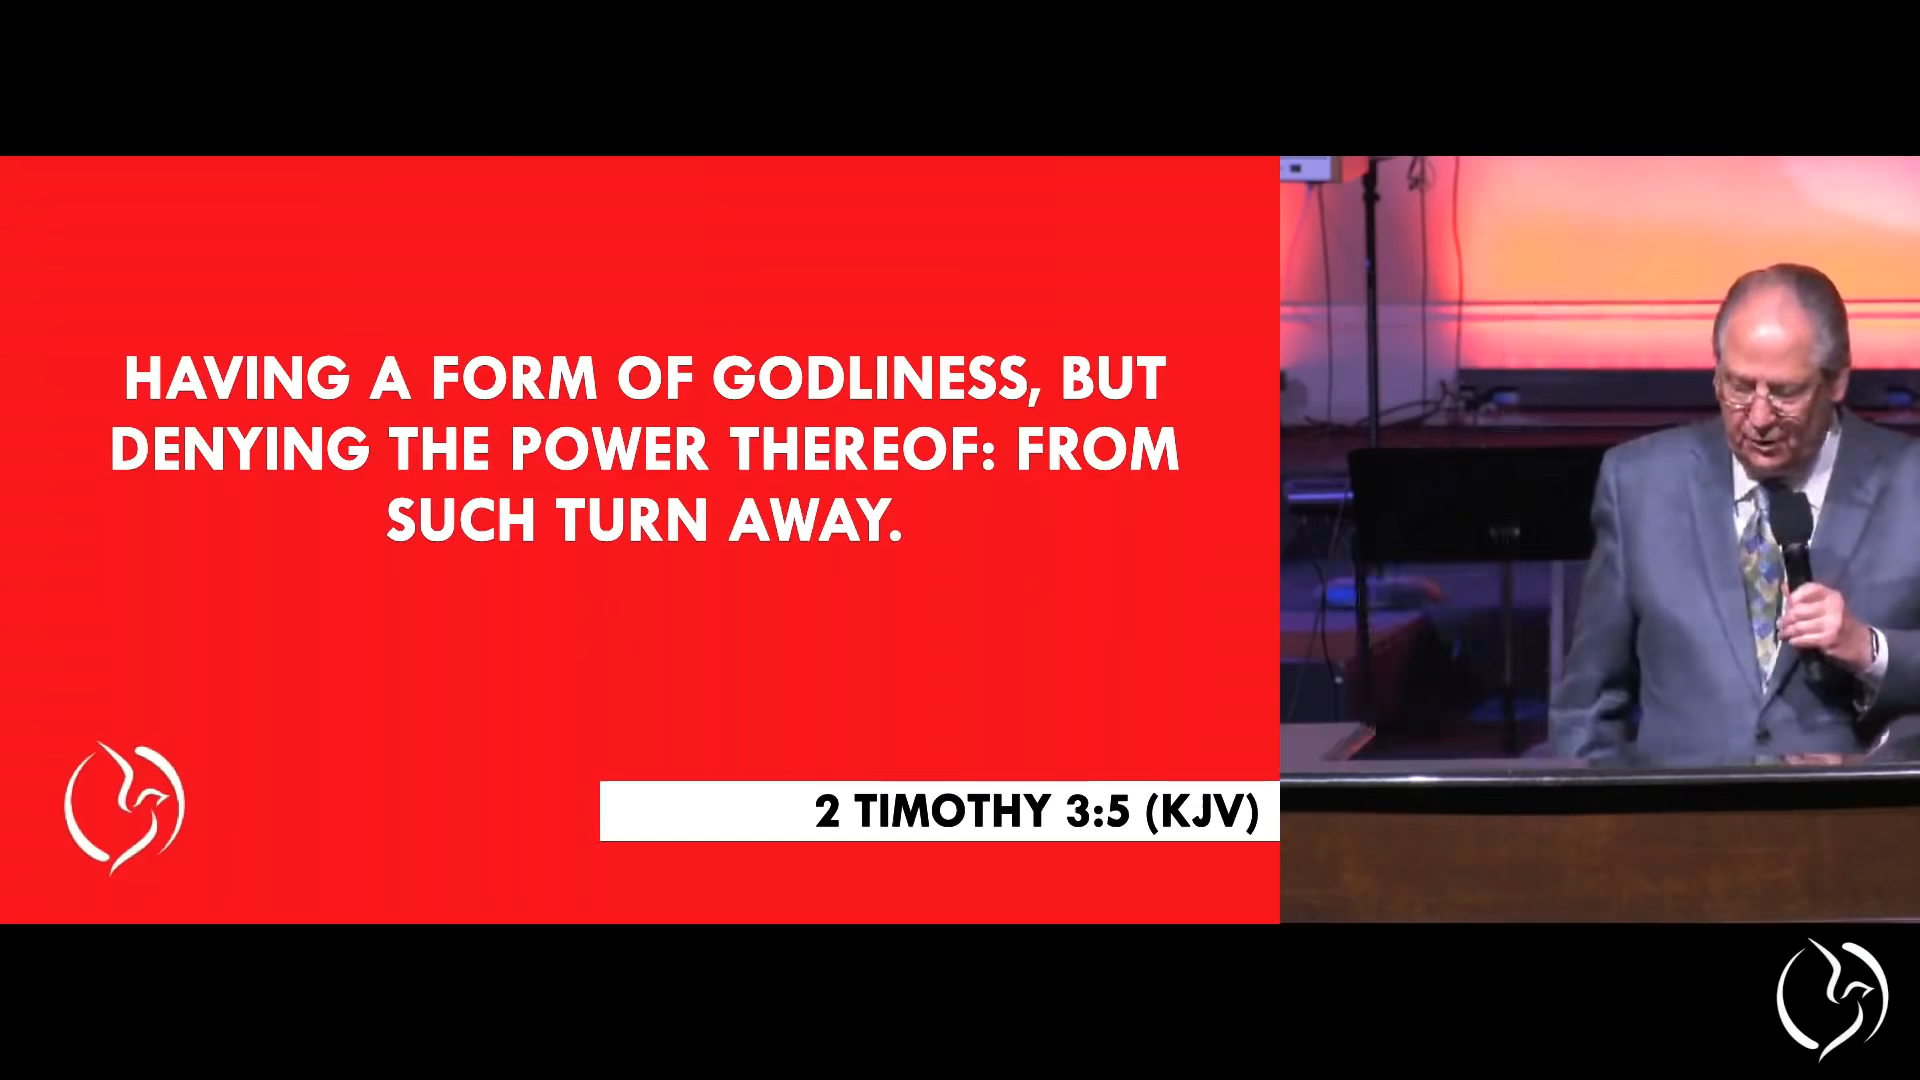 HAVING A FORM OF GODLINESS, BUT
DENYING THE POWER THEREOF: FROM
SUCH TURN AWAY.
2 TIMOTHY 3:5 (KJV)